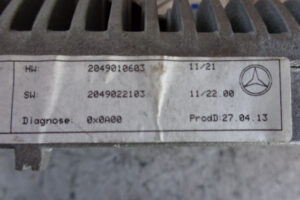 HW: 2049010603 11/21
SW: 2049022103 11/22.00
Diagnose: 0x0A00 ProdD:27.04.13